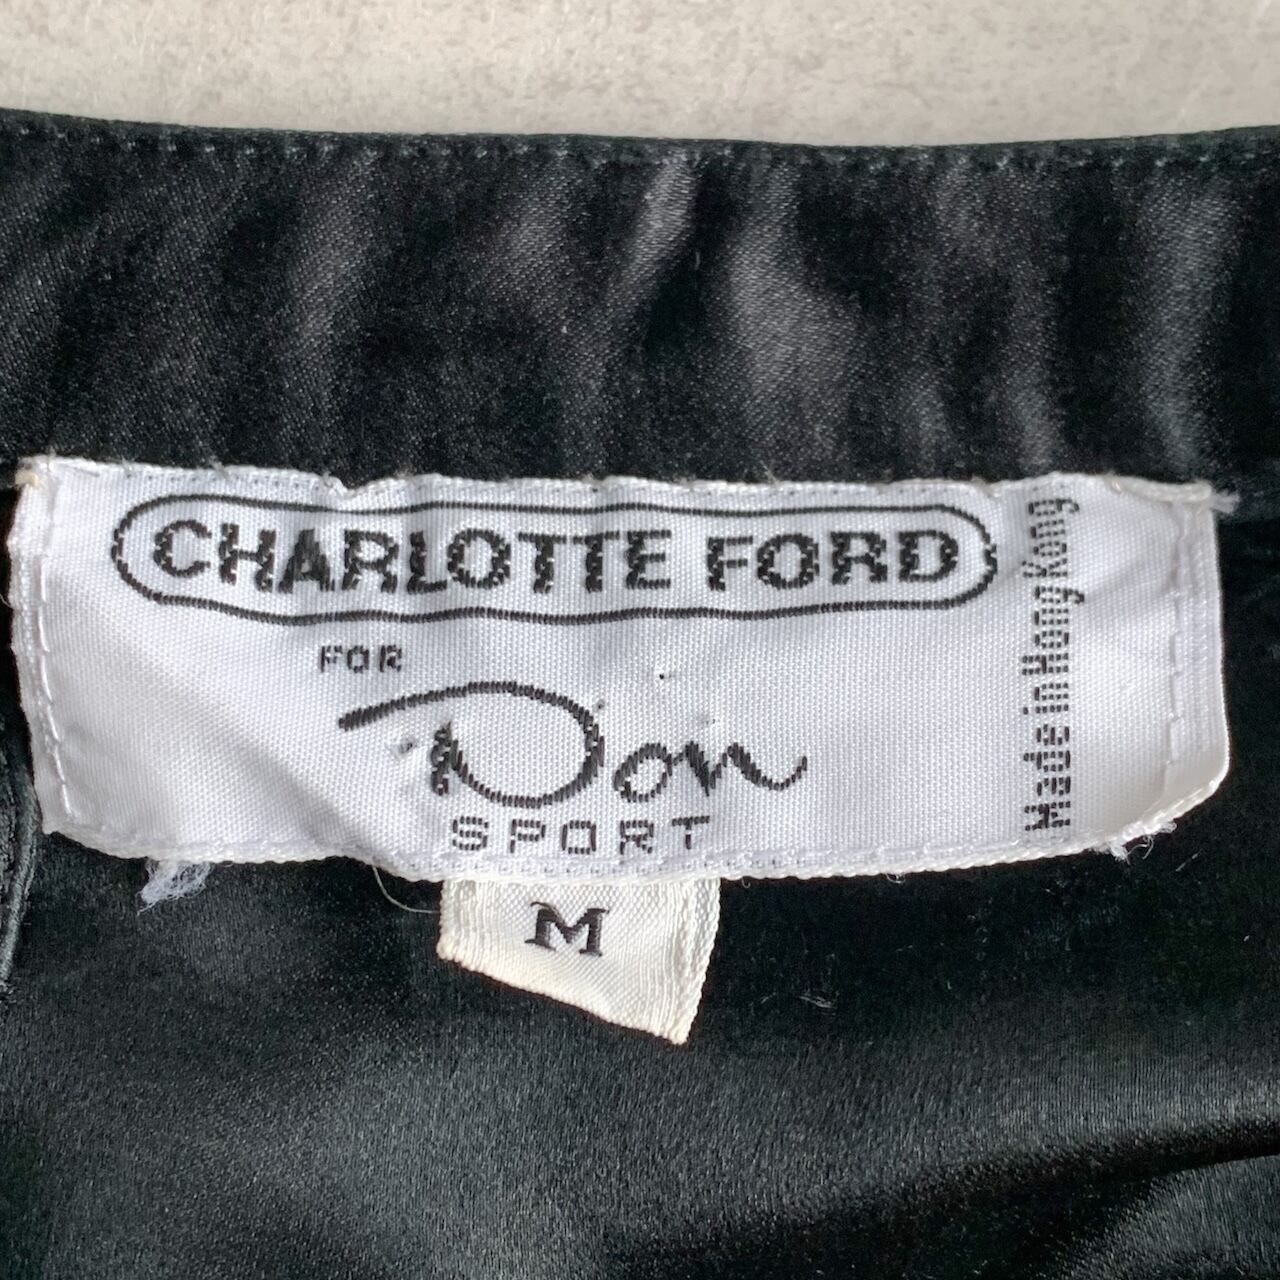 CHARLOTTE FORD
FOR
Don
SPORT
Made in Hong Kong
M